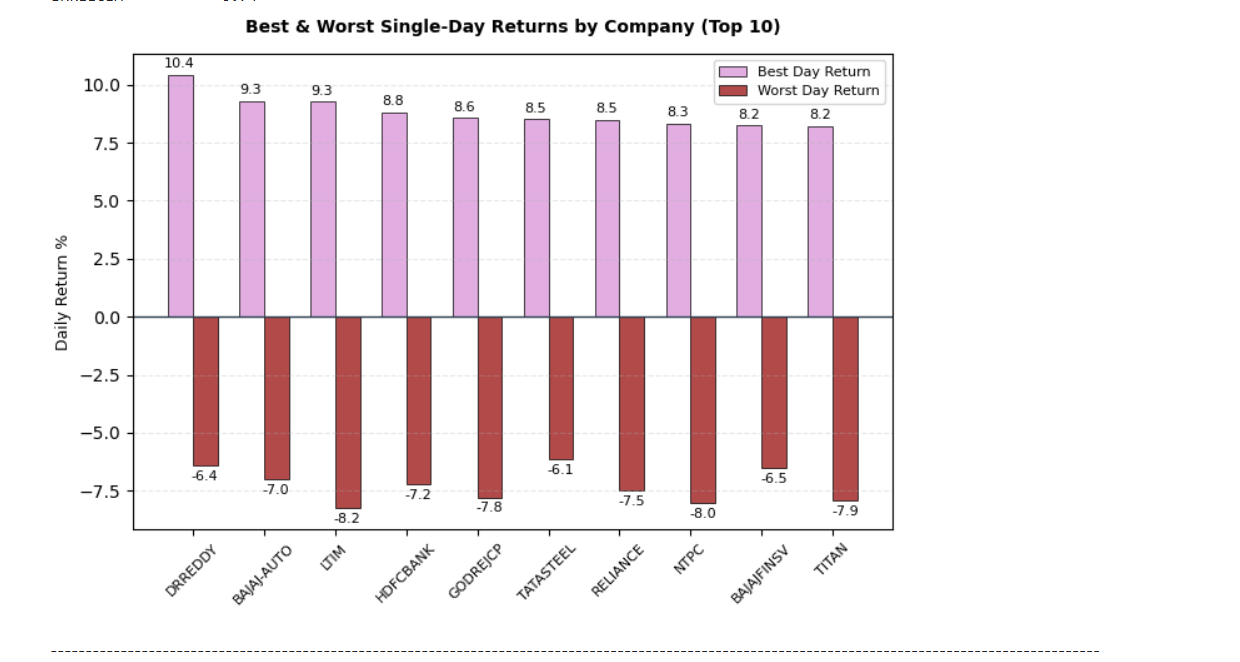 Best & Worst Single-Day Returns by Company (Top 10)
Best Day Return
Worst Day Return
10.4
9.3
9.3
8.8
8.6
8.5
8.5
8.3
8.2
8.2
10.0
7.5
5.0
2.5
0.0
−2.5
−5.0
−7.5
Daily Return %
-6.4
-7.0
-8.2
-7.2
-7.8
-6.1
-7.5
-8.0
-6.5
-7.9
DRREDDY
BAJAJ-AUTO
LTIM
HDFCBANK
GODREJCP
TATASTEEL
RELIANCE
NTPC
BAJAJFINSV
TITAN